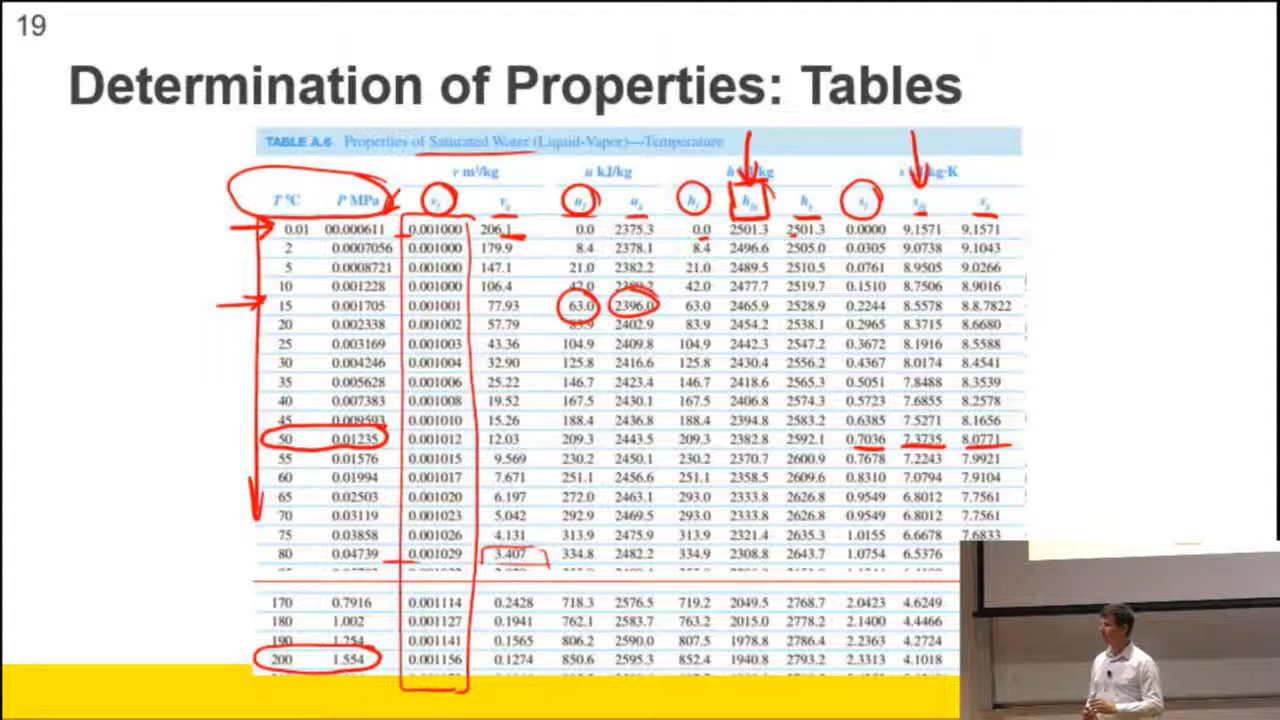 19
Determination of Properties: Tables
TABLE A.6 Properties of Saturated Water (Liquid-Vapor)—Temperature
v m³/kg u kJ/kg h kJ/kg s kJ/kg·K
T °C P MPa v_f v_g u_f u_g h_f h_fg h_g s_f s_fg s_g
0.01 00.000611 0.001000 206.1 0.0 2375.3 0.0 2501.3 2501.3 0.0000 9.1571 9.1571
2 0.0007056 0.001000 179.9 8.4 2378.1 8.4 2496.6 2505.0 0.0305 9.0738 9.1043
5 0.0008721 0.001000 147.1 21.0 2382.2 21.0 2489.5 2510.5 0.0761 8.9505 9.0266
10 0.001228 0.001000 106.4 42.0 2389.2 42.0 2477.7 2519.7 0.1510 8.7506 8.9016
15 0.001705 0.001001 77.93 63.0 2396.0 63.0 2465.9 2528.9 0.2244 8.5578 8.8.7822
20 0.002338 0.001002 57.79 83.9 2402.9 83.9 2454.2 2538.1 0.2965 8.3715 8.6680
25 0.003169 0.001003 43.36 104.9 2409.8 104.9 2442.3 2547.2 0.3672 8.1916 8.5588
30 0.004246 0.001004 32.90 125.8 2416.6 125.8 2430.4 2556.2 0.4367 8.0174 8.4541
35 0.005628 0.001006 25.22 146.7 2423.4 146.7 2418.6 2565.3 0.5051 7.8488 8.3539
40 0.007383 0.001008 19.52 167.5 2430.1 167.5 2406.8 2574.3 0.5723 7.6855 8.2578
45 0.009593 0.001010 15.26 188.4 2436.8 188.4 2394.8 2583.2 0.6385 7.5271 8.1656
50 0.01235 0.001012 12.03 209.3 2443.5 209.3 2382.8 2592.1 0.7036 7.3735 8.0771
55 0.01576 0.001015 9.569 230.2 2450.1 230.2 2370.7 2600.9 0.7678 7.2243 7.9921
60 0.01994 0.001017 7.671 251.1 2456.6 251.1 2358.5 2609.6 0.8310 7.0794 7.9104
65 0.02503 0.001020 6.197 272.0 2463.1 293.0 2333.8 2626.8 0.9549 6.8012 7.7561
70 0.03119 0.001023 5.042 292.9 2469.5 293.0 2333.8 2626.8 0.9549 6.8012 7.7561
75 0.03858 0.001026 4.131 313.9 2475.9 313.9 2321.4 2635.3 1.0155 6.6678 7.6833
80 0.04739 0.001029 3.407 334.8 2482.2 334.9 2308.8 2643.7 1.0754 6.5376
170 0.7916 0.001114 0.2428 718.3 2576.5 719.2 2049.5 2768.7 2.0423 4.6249
180 1.002 0.001127 0.1941 762.1 2583.7 763.2 2015.0 2778.2 2.1400 4.4466
190 1.254 0.001141 0.1565 806.2 2590.0 807.5 1978.8 2786.4 2.2363 4.2724
200 1.554 0.001156 0.1274 850.6 2595.3 852.4 1940.8 2793.2 2.3313 4.1018